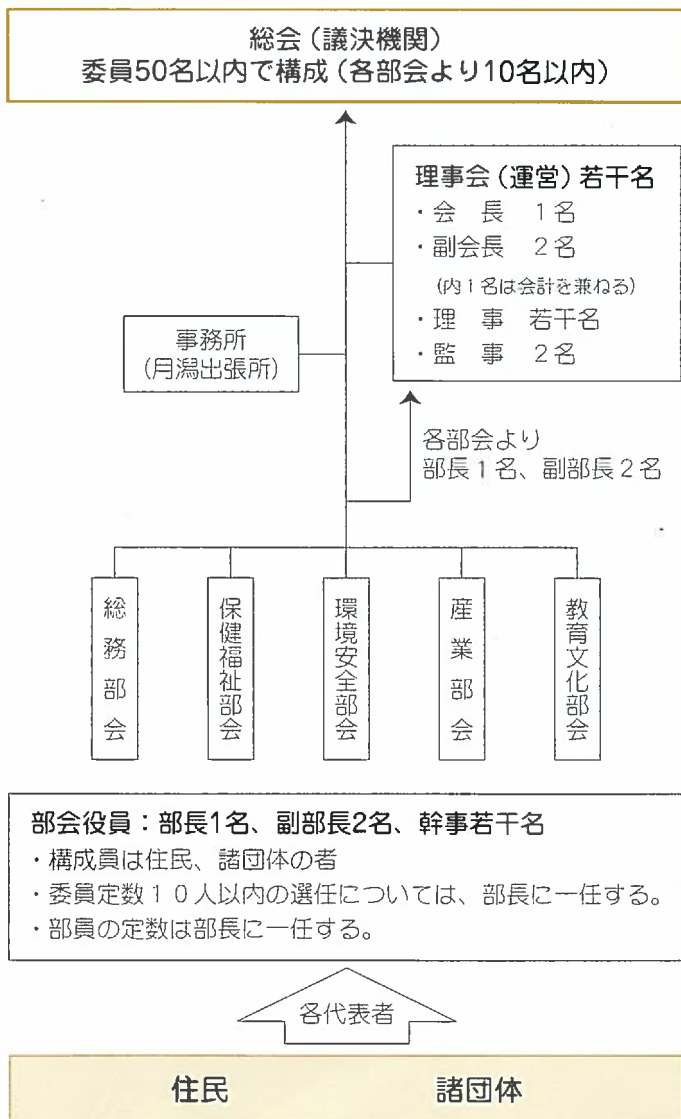 総会(議決機関)
委員50名以内で構成(各部会より10名以内)
理事会(運営)若干名
・会　長　1名
・副会長　2名
(内1名は会計を兼ねる)
・理　事　若干名
・監　事　2名
事務所
(月潟出張所)
各部会より
部長1名、副部長2名
総務部会
保健福祉部会
環境安全部会
産業部会
教育文化部会
部会役員：部長1名、副部長2名、幹事若干名
・構成員は住民、諸団体の者
・委員定数10人以内の選任については、部長に一任する。
・部員の定数は部長に一任する。
各代表者
住民　諸団体